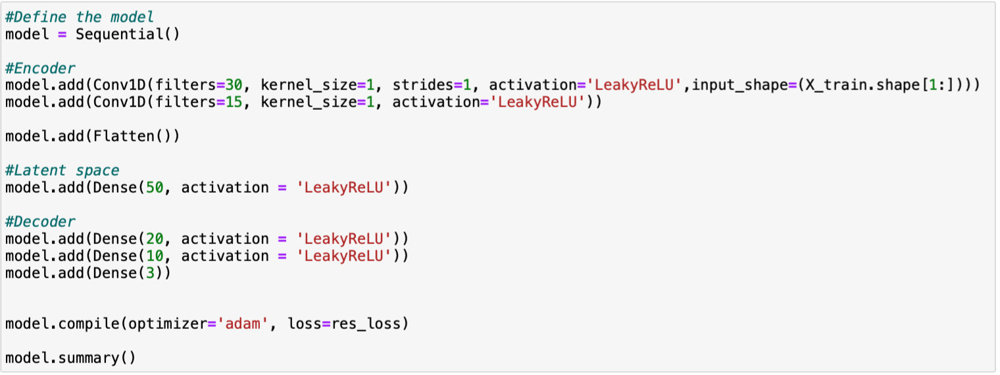 #Define the model
model = Sequential()
#Encoder
model.add(Conv1D(filters=30, kernel_size=1, strides=1, activation='LeakyReLU',input_shape=(X_train.shape[1:])))
model.add(Conv1D(filters=15, kernel_size=1, activation='LeakyReLU'))
model.add(Flatten())
#Latent space
model.add(Dense(50, activation = 'LeakyReLU'))
#Decoder
model.add(Dense(20, activation = 'LeakyReLU'))
model.add(Dense(10, activation = 'LeakyReLU'))
model.add(Dense(3))
model.compile(optimizer='adam', loss=res_loss)
model.summary()